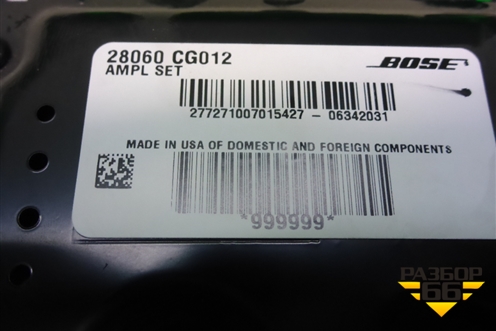 28060 CG012
AMPL SET
BOSE
277271007015427 - 06342031
MADE IN USA OF DOMESTIC AND FOREIGN COMPONENTS
*999999*
РАЗБОР
66